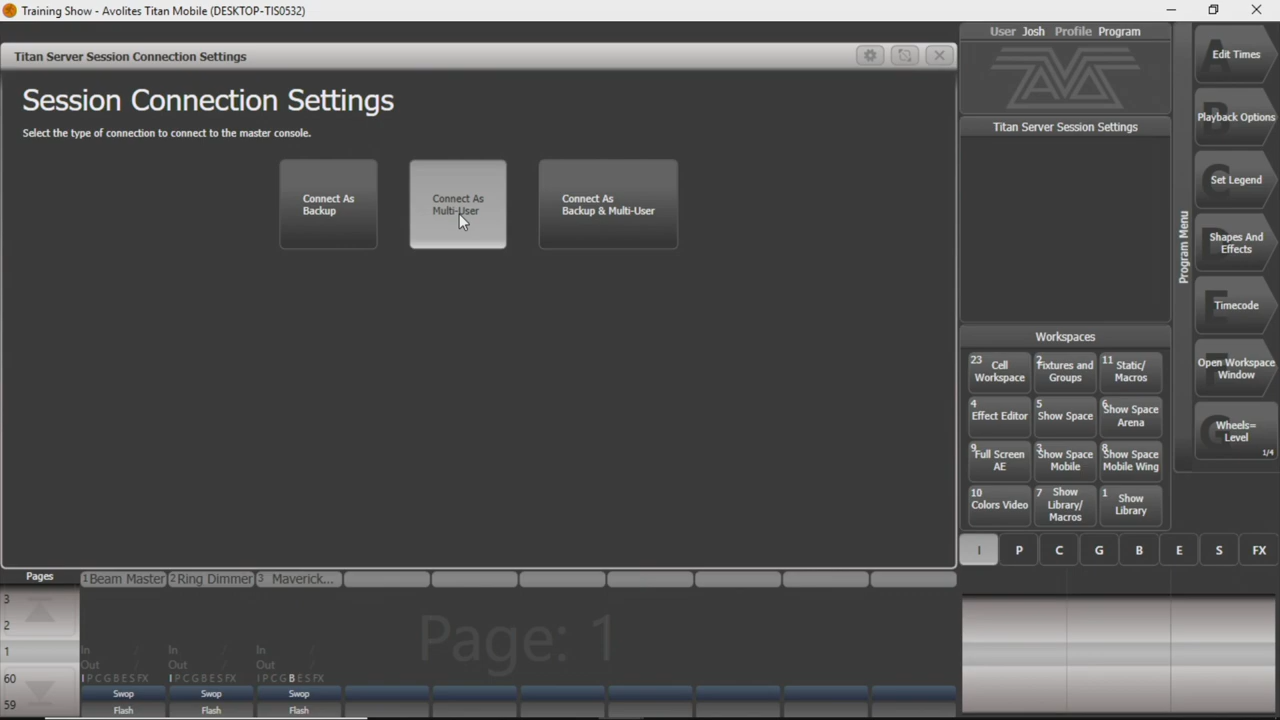 Training Show - Avolites Titan Mobile (DESKTOP-TIS0532)
Titan Server Session Connection Settings
Session Connection Settings
Select the type of connection to connect to the master console.
Connect As
Backup
Connect As
Multi-User
Connect As
Backup & Multi-User
User Josh Profile Program
Titan Server Session Settings
Workspaces
23 Cell
Workspace
2 Fixtures and
Groups
11 Static/
Macros
4
Effect Editor
5
Show Space
6 Show Space
Arena
9 Full Screen
AE
3 Show Space
Mobile
8 Show Space
Mobile Wing
10
Colors Video
7 Show
Library/
Macros
1 Show
Library
Program Menu
A
Edit Times
B
Playback Options
C
Set Legend
D
Shapes And
Effects
E
Timecode
F
Open Workspace
Window
G
Wheels=
Level
1/4
I P C G B E S FX
Pages
3
2
1
60
59
1 Beam Master
2 Ring Dimmer
3 Maverick...
Page: 1
In /
Out /
I P C G B E S FX
Swop
Flash
In /
Out /
I P C G B E S FX
Swop
Flash
In /
Out /
I P C G B E S FX
Swop
Flash